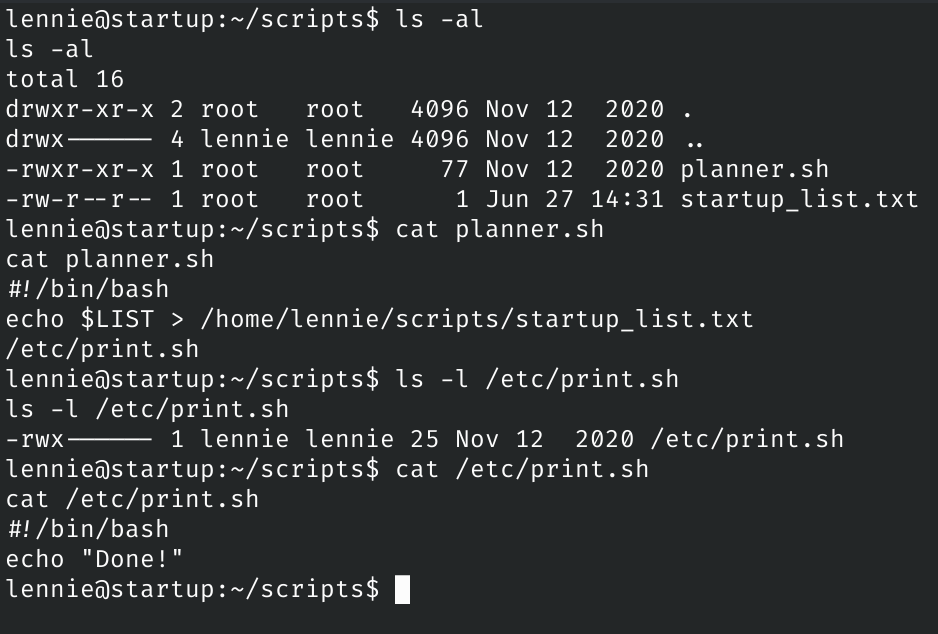 lennie@startup:~/scripts$ ls -al
ls -al
total 16
drwxr-xr-x 2 root   root   4096 Nov 12  2020 .
drwx------ 4 lennie lennie 4096 Nov 12  2020 ..
-rwxr-xr-x 1 root   root     77 Nov 12  2020 planner.sh
-rw-r--r-- 1 root   root      1 Jun 27 14:31 startup_list.txt
lennie@startup:~/scripts$ cat planner.sh
cat planner.sh
#!/bin/bash
echo $LIST > /home/lennie/scripts/startup_list.txt
/etc/print.sh
lennie@startup:~/scripts$ ls -l /etc/print.sh
ls -l /etc/print.sh
-rwx------ 1 lennie lennie 25 Nov 12  2020 /etc/print.sh
lennie@startup:~/scripts$ cat /etc/print.sh
cat /etc/print.sh
#!/bin/bash
echo "Done!"
lennie@startup:~/scripts$